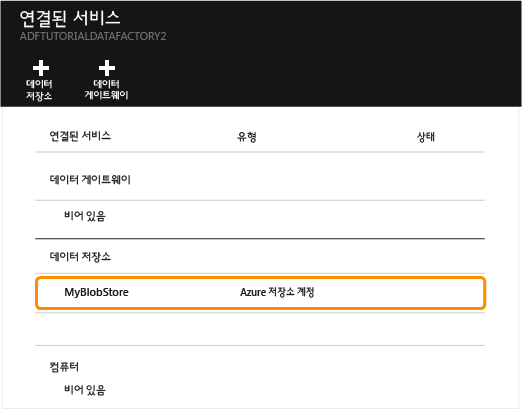 연결된 서비스
ADFTUTORIALDATAFACTORY2
데이터 저장소
데이터 게이트웨이
연결된 서비스 유형 상태
데이터 게이트웨이
비어 있음
데이터 저장소
MyBlobStore Azure 저장소 계정
컴퓨터
비어 있음